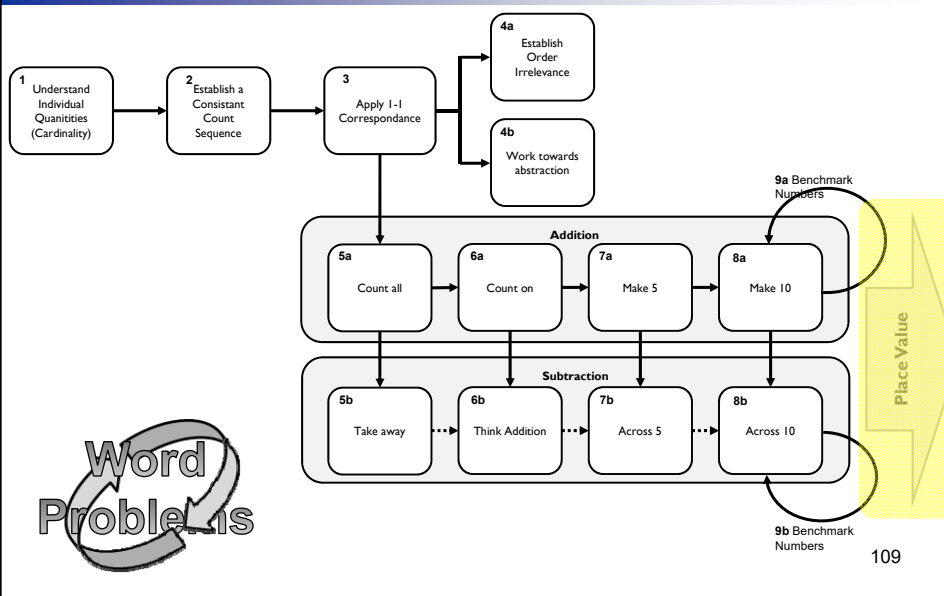 1
Understand
Individual
Quanitities
(Cardinality)
2
Establish a
Consistant
Count
Sequence
3
Apply 1-1
Correspondance
4a
Establish
Order
Irrelevance
4b
Work towards
abstraction
9a Benchmark
Numbers
Addition
5a
Count all
6a
Count on
7a
Make 5
8a
Make 10
Subtraction
5b
Take away
6b
Think Addition
7b
Across 5
8b
Across 10
9b Benchmark
Numbers
Place Value
Word
Problems
109